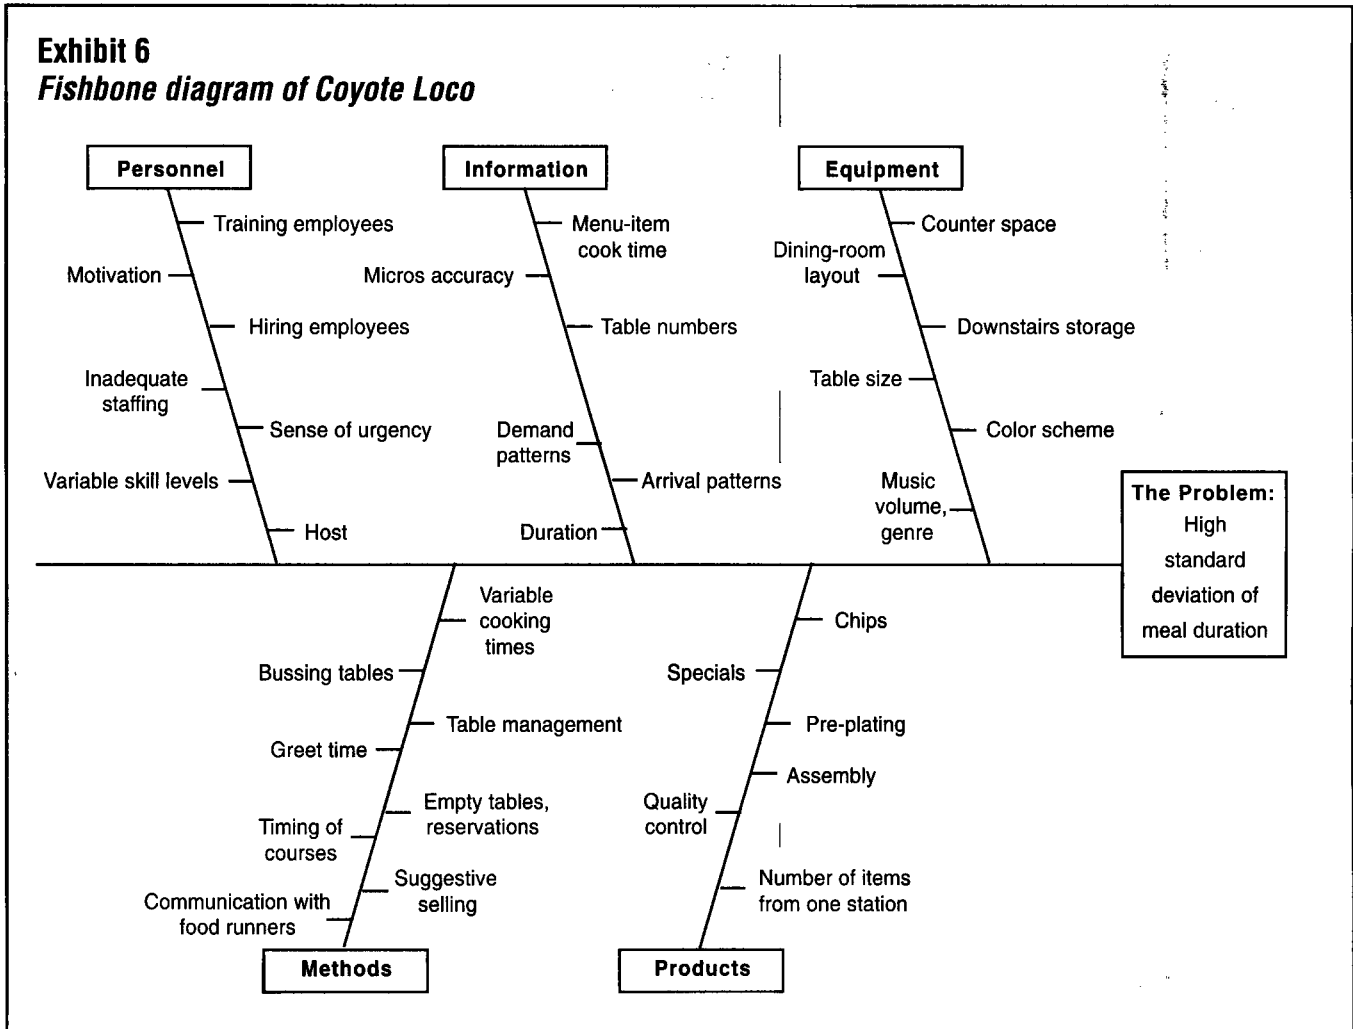 Exhibit 6
Fishbone diagram of Coyote Loco
Personnel
Information
Equipment
Training employees
Motivation
Hiring employees
Inadequate
staffing
Sense of urgency
Variable skill levels
Host
Menu-item
cook time
Micros accuracy
Table numbers
Demand
patterns
Arrival patterns
Duration
Counter space
Dining-room
layout
Downstairs storage
Table size
Color scheme
Music
volume,
genre
The Problem:
High
standard
deviation of
meal duration
Variable
cooking
times
Bussing tables
Table management
Greet time
Empty tables,
reservations
Timing of
courses
Suggestive
selling
Communication with
food runners
Methods
Chips
Specials
Pre-plating
Assembly
Quality
control
Number of items
from one station
Products